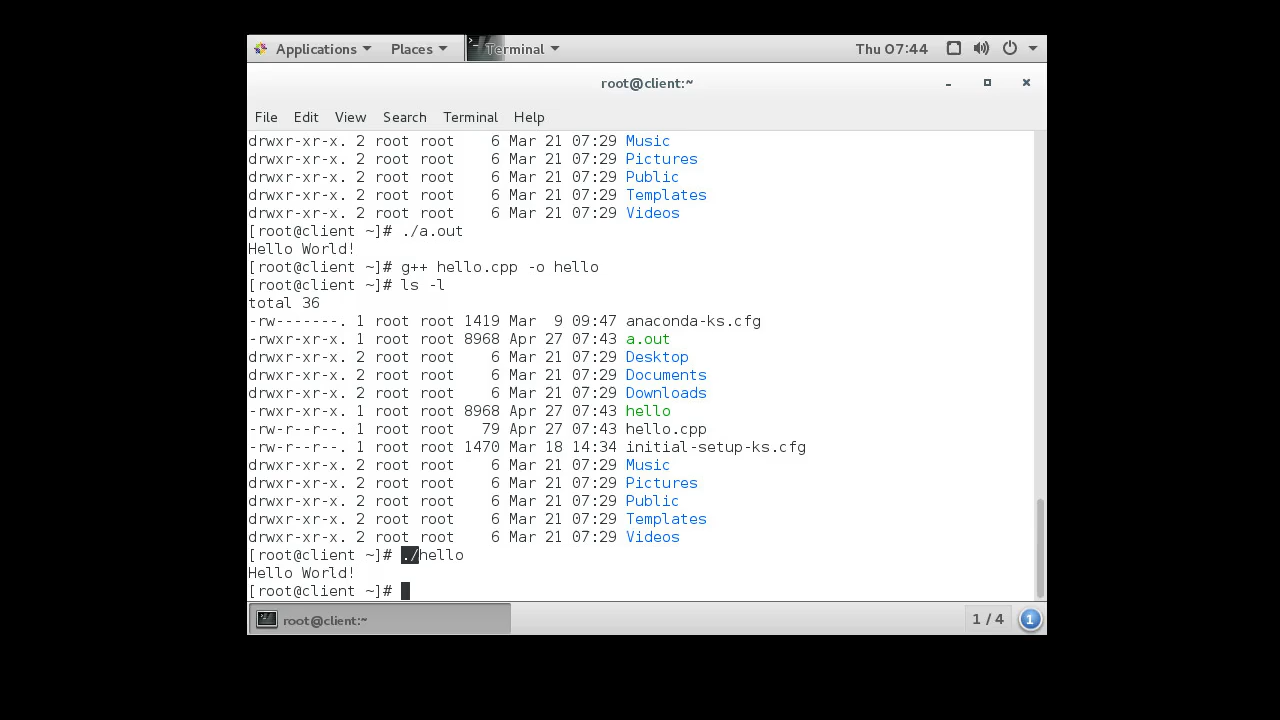 Applications Places Terminal Thu 07:44
root@client:~
File Edit View Search Terminal Help
drwxr-xr-x. 2 root root    6 Mar 21 07:29 Music
drwxr-xr-x. 2 root root    6 Mar 21 07:29 Pictures
drwxr-xr-x. 2 root root    6 Mar 21 07:29 Public
drwxr-xr-x. 2 root root    6 Mar 21 07:29 Templates
drwxr-xr-x. 2 root root    6 Mar 21 07:29 Videos
[root@client ~]# ./a.out
Hello World!
[root@client ~]# g++ hello.cpp -o hello
[root@client ~]# ls -l
total 36
-rw-------. 1 root root 1419 Mar  9 09:47 anaconda-ks.cfg
-rwxr-xr-x. 1 root root 8968 Apr 27 07:43 a.out
drwxr-xr-x. 2 root root    6 Mar 21 07:29 Desktop
drwxr-xr-x. 2 root root    6 Mar 21 07:29 Documents
drwxr-xr-x. 2 root root    6 Mar 21 07:29 Downloads
-rwxr-xr-x. 1 root root 8968 Apr 27 07:43 hello
-rw-r--r--. 1 root root   79 Apr 27 07:43 hello.cpp
-rw-r--r--. 1 root root 1470 Mar 18 14:34 initial-setup-ks.cfg
drwxr-xr-x. 2 root root    6 Mar 21 07:29 Music
drwxr-xr-x. 2 root root    6 Mar 21 07:29 Pictures
drwxr-xr-x. 2 root root    6 Mar 21 07:29 Public
drwxr-xr-x. 2 root root    6 Mar 21 07:29 Templates
drwxr-xr-x. 2 root root    6 Mar 21 07:29 Videos
[root@client ~]# ./hello
Hello World!
[root@client ~]#
root@client:~ 1 / 4 1